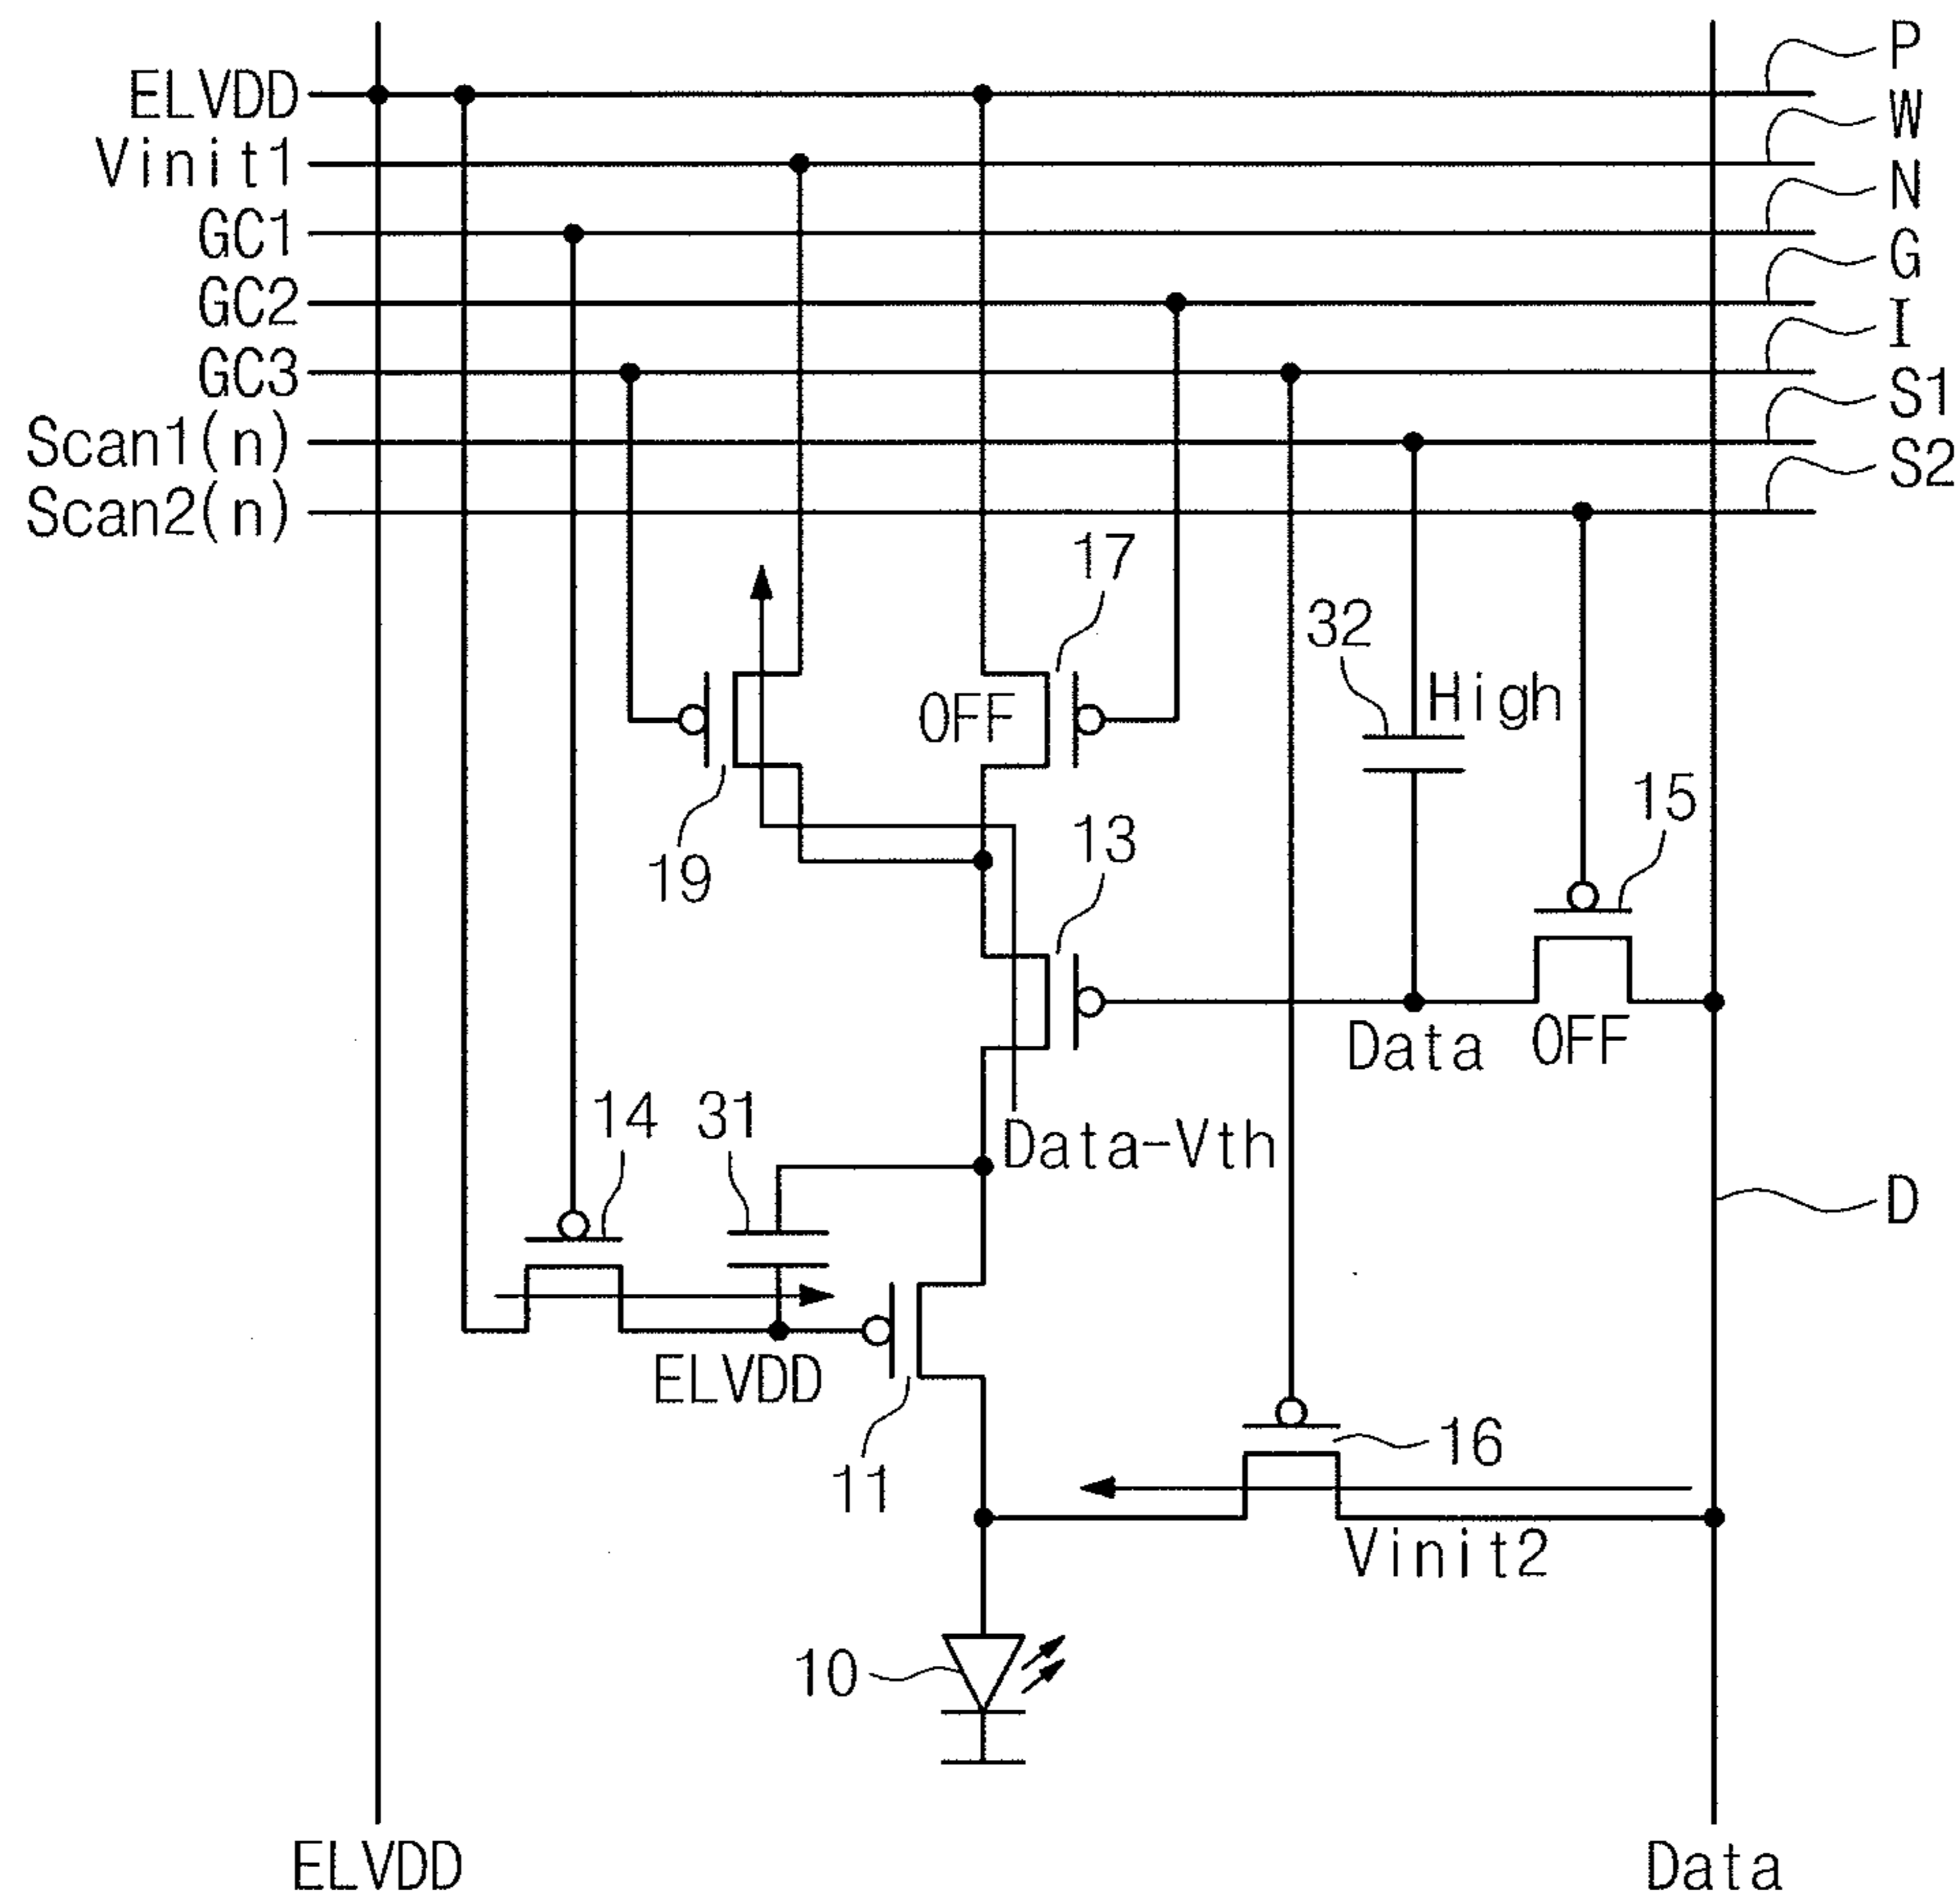 P
ELVDD
W
Vinit1
N
GC1
G
GC2
I
GC3
S1
Scan1(n)
S2
Scan2(n)
17
32
High
OFF
15
13
19
Data
OFF
14
31
Data-Vth
D
ELVDD
16
11
Vinit2
10
ELVDD
Data